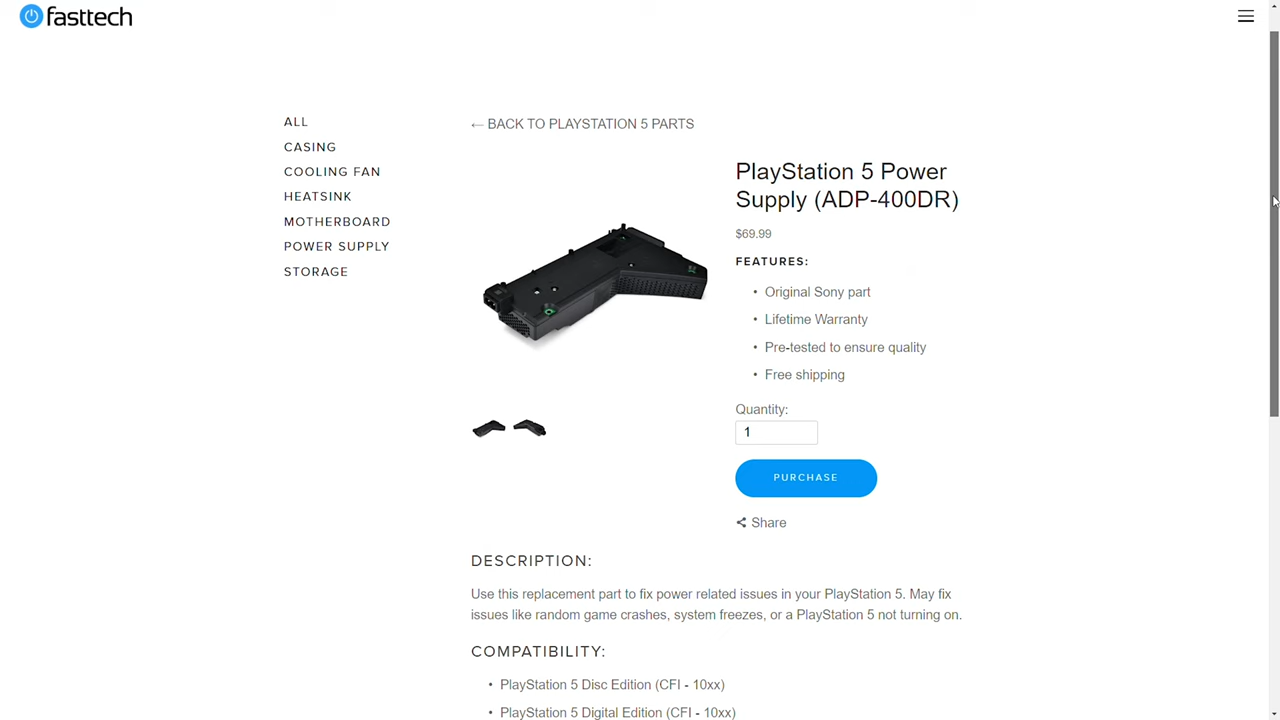 fasttech
ALL
CASING
COOLING FAN
HEATSINK
MOTHERBOARD
POWER SUPPLY
STORAGE
← BACK TO PLAYSTATION 5 PARTS
PlayStation 5 Power
Supply (ADP-400DR)
$69.99
FEATURES:
• Original Sony part
• Lifetime Warranty
• Pre-tested to ensure quality
• Free shipping
Quantity:
1
PURCHASE
Share
DESCRIPTION:
Use this replacement part to fix power related issues in your PlayStation 5. May fix
issues like random game crashes, system freezes, or a PlayStation 5 not turning on.
COMPATIBILITY:
• PlayStation 5 Disc Edition (CFI - 10xx)
• PlayStation 5 Digital Edition (CFI - 10xx)